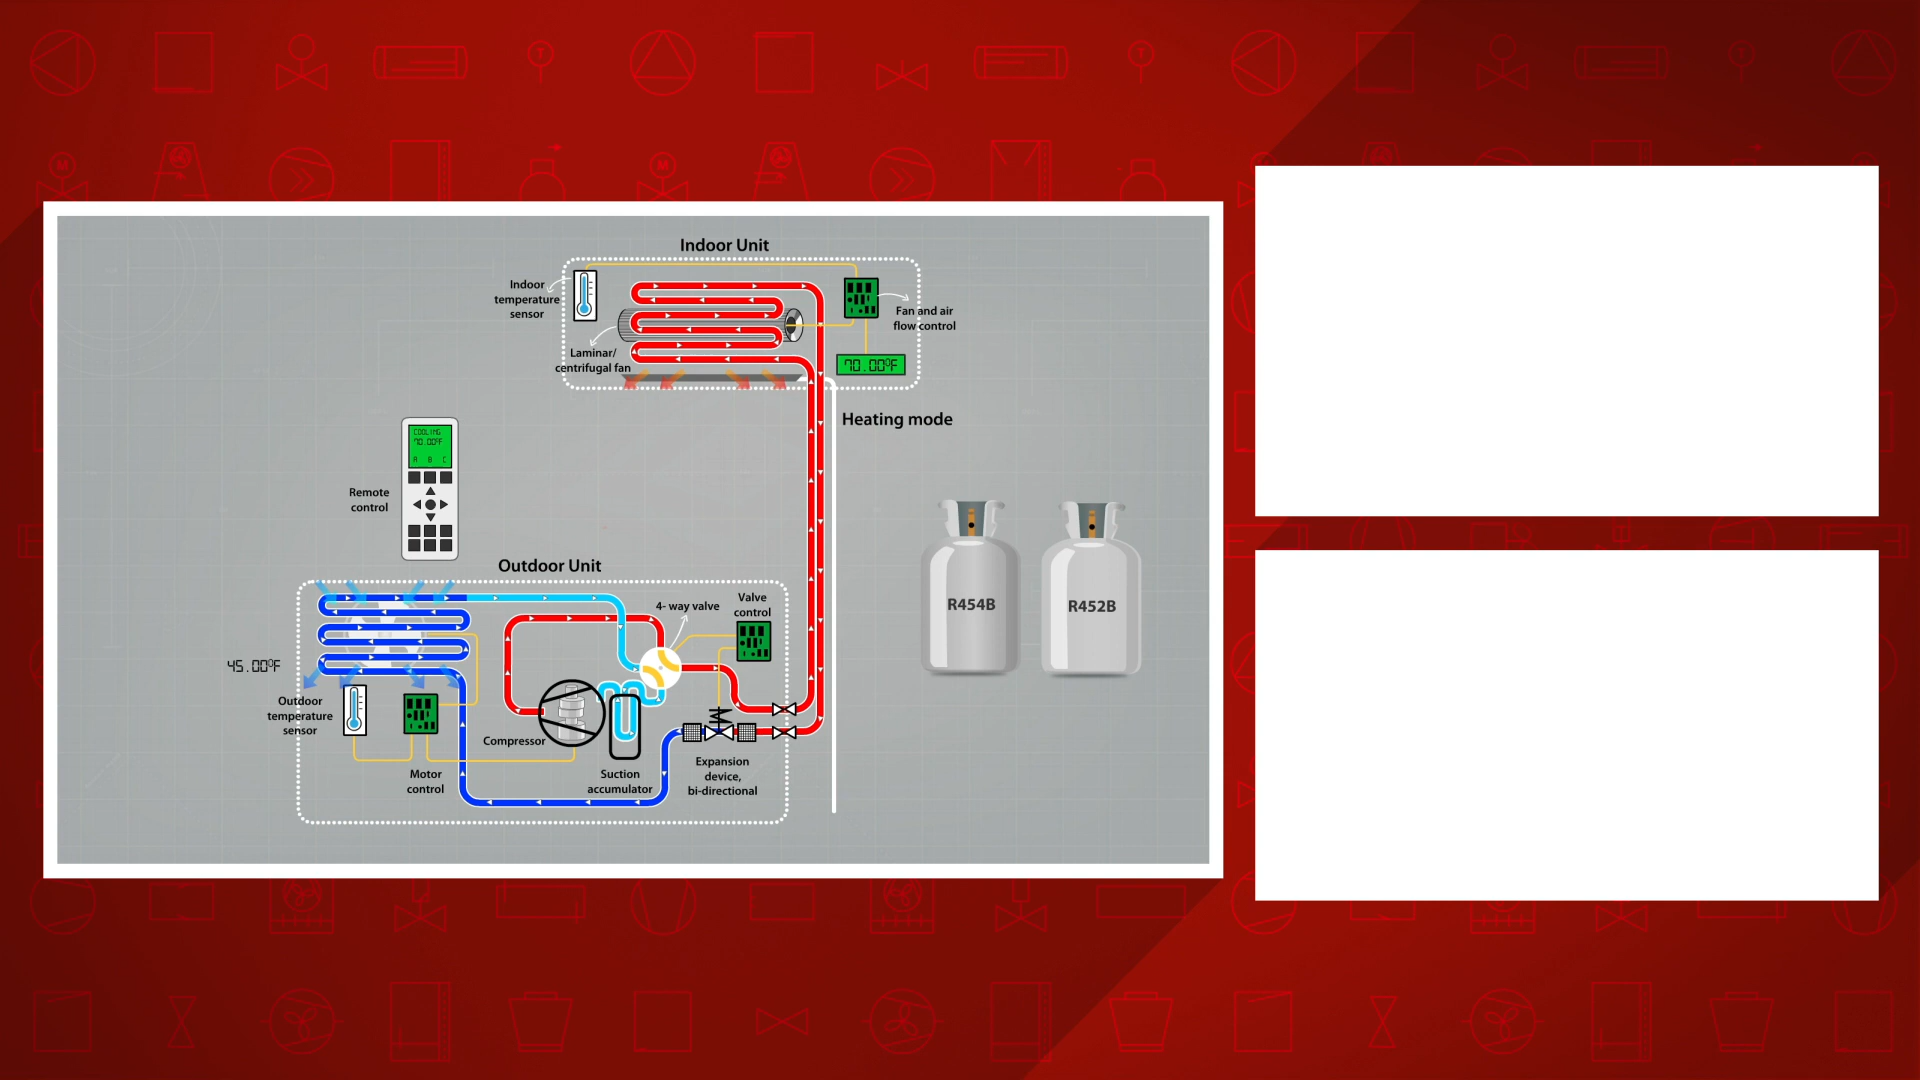 Indoor Unit
Indoor
temperature
sensor
Fan and air
flow control
Laminar/
centrifugal fan
70.00°F
Heating mode
COOLING
70.00°F
A B C
Remote
control
R454B
R452B
Outdoor Unit
4- way valve
Valve
control
45.00°F
Outdoor
temperature
sensor
Motor
control
Compressor
Suction
accumulator
Expansion
device,
bi-directional
T
T
T
T
M
M